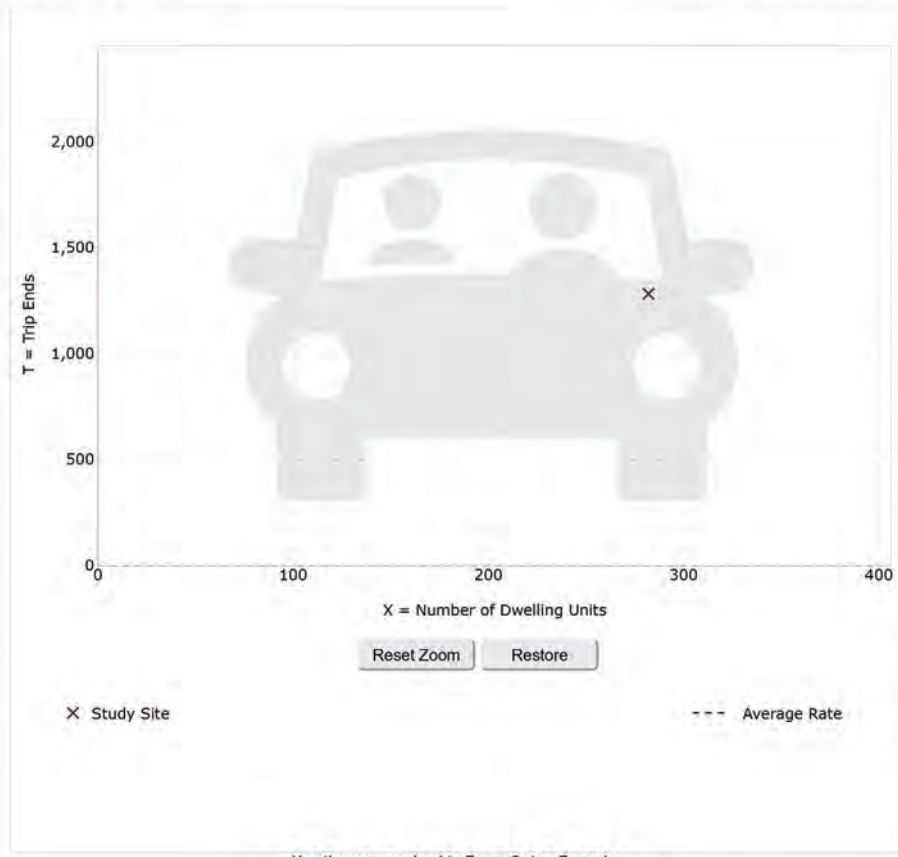 2,000
1,500
T = Trip Ends
1,000
500
0
0
100
200
300
400
X = Number of Dwelling Units
Reset Zoom
Restore
× Study Site
--- Average Rate